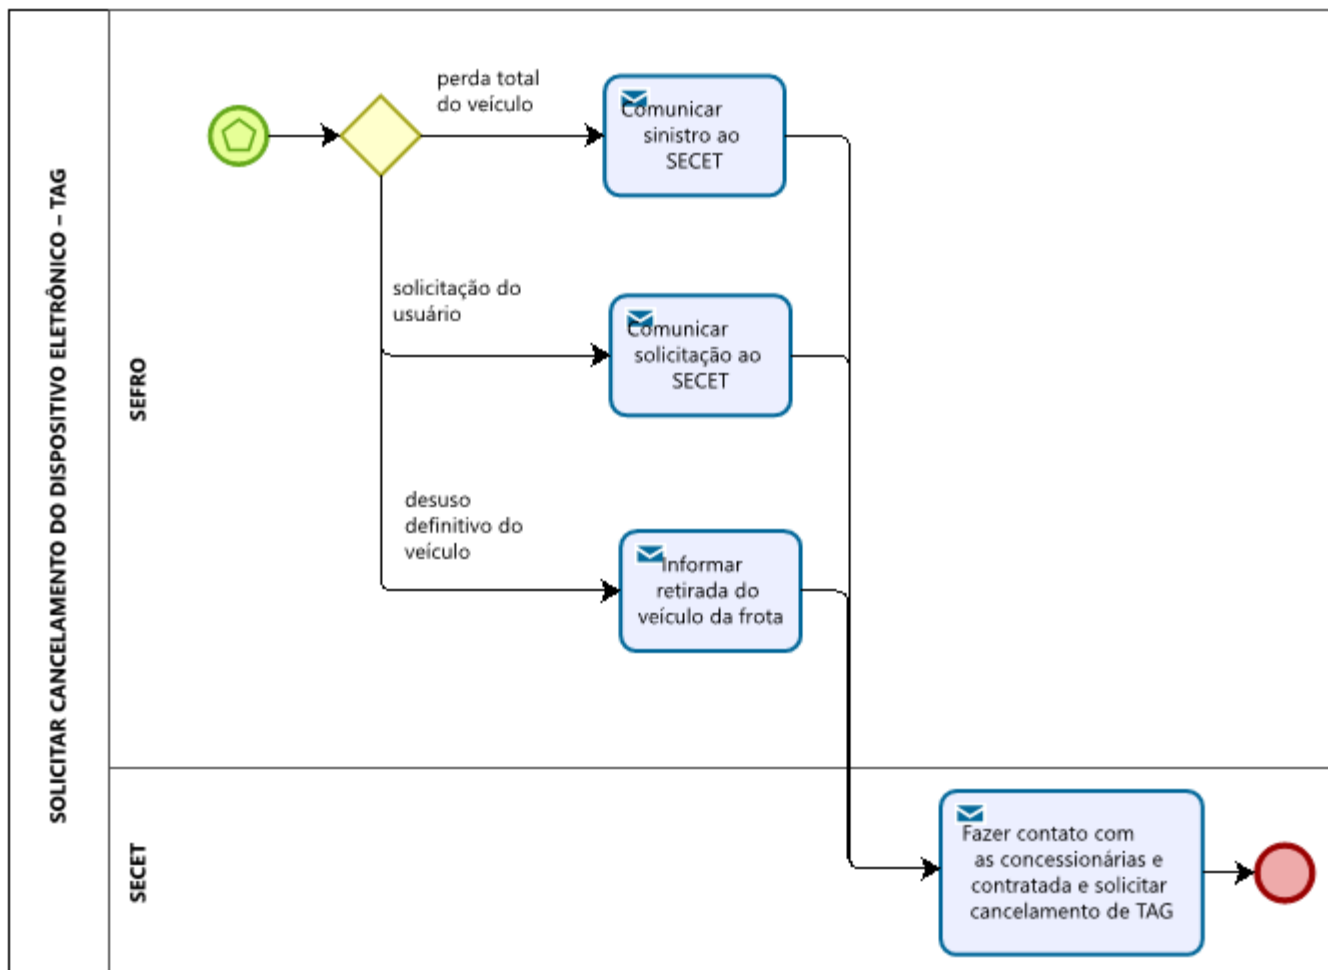 SOLICITAR CANCELAMENTO DO DISPOSITIVO ELETRÔNICO – TAG
SEFRO
perda total
do veículo
Comunicar
sinistro ao
SECET
solicitação do
usuário
Comunicar
solicitação ao
SECET
desuso
definitivo do
veículo
Informar
retirada do
veículo da frota
SECET
Fazer contato com
as concessionárias e
contratada e solicitar
cancelamento de TAG